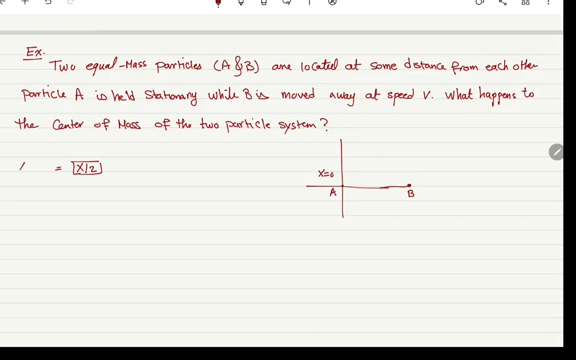 Ex.
Two equal-Mass particles (A & B) are located at some distance from each other
particle A is held stationary while B is moved away at speed V. What happens to
the Center of Mass of the two particle system?
= X/2
X=0
A
B